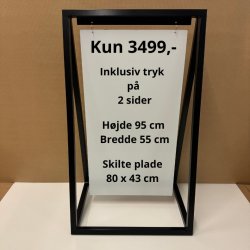 Kun 3499,-
Inklusiv tryk
på
2 sider
Højde 95 cm
Bredde 55 cm
Skilte plade
80 x 43 cm